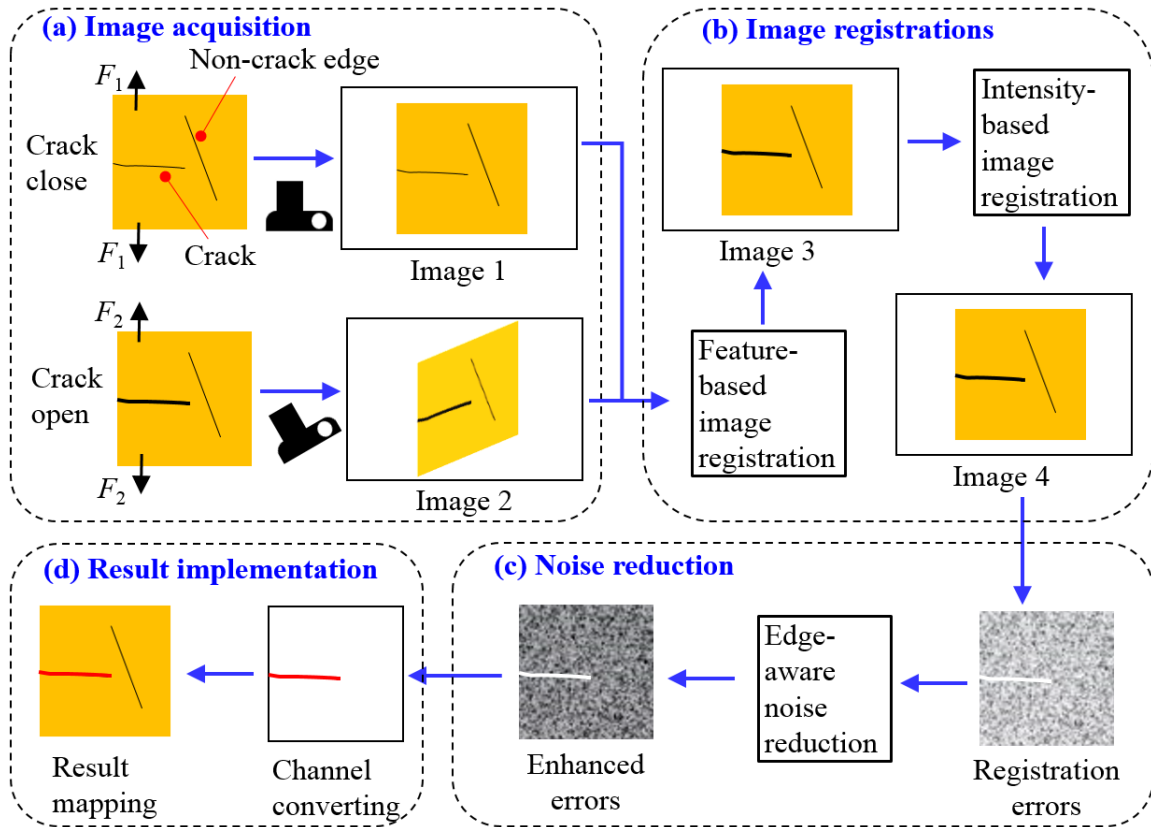 (a) Image acquisition
Non-crack edge
F1
Crack
close
F1
Crack
Image 1
F2
Crack
open
F2
Image 2
(b) Image registrations
Image 3
Intensity-
based
image
registration
Feature-
based
image
registration
Image 4
(c) Noise reduction
Registration
errors
Edge-
aware
noise
reduction
Enhanced
errors
(d) Result implementation
Channel
converting
Result
mapping